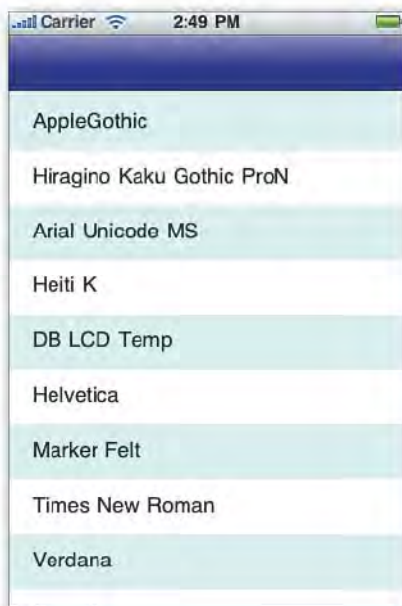 Carrier 2:49 PM
AppleGothic
Hiragino Kaku Gothic ProN
Arial Unicode MS
Heiti K
DB LCD Temp
Helvetica
Marker Felt
Times New Roman
Verdana